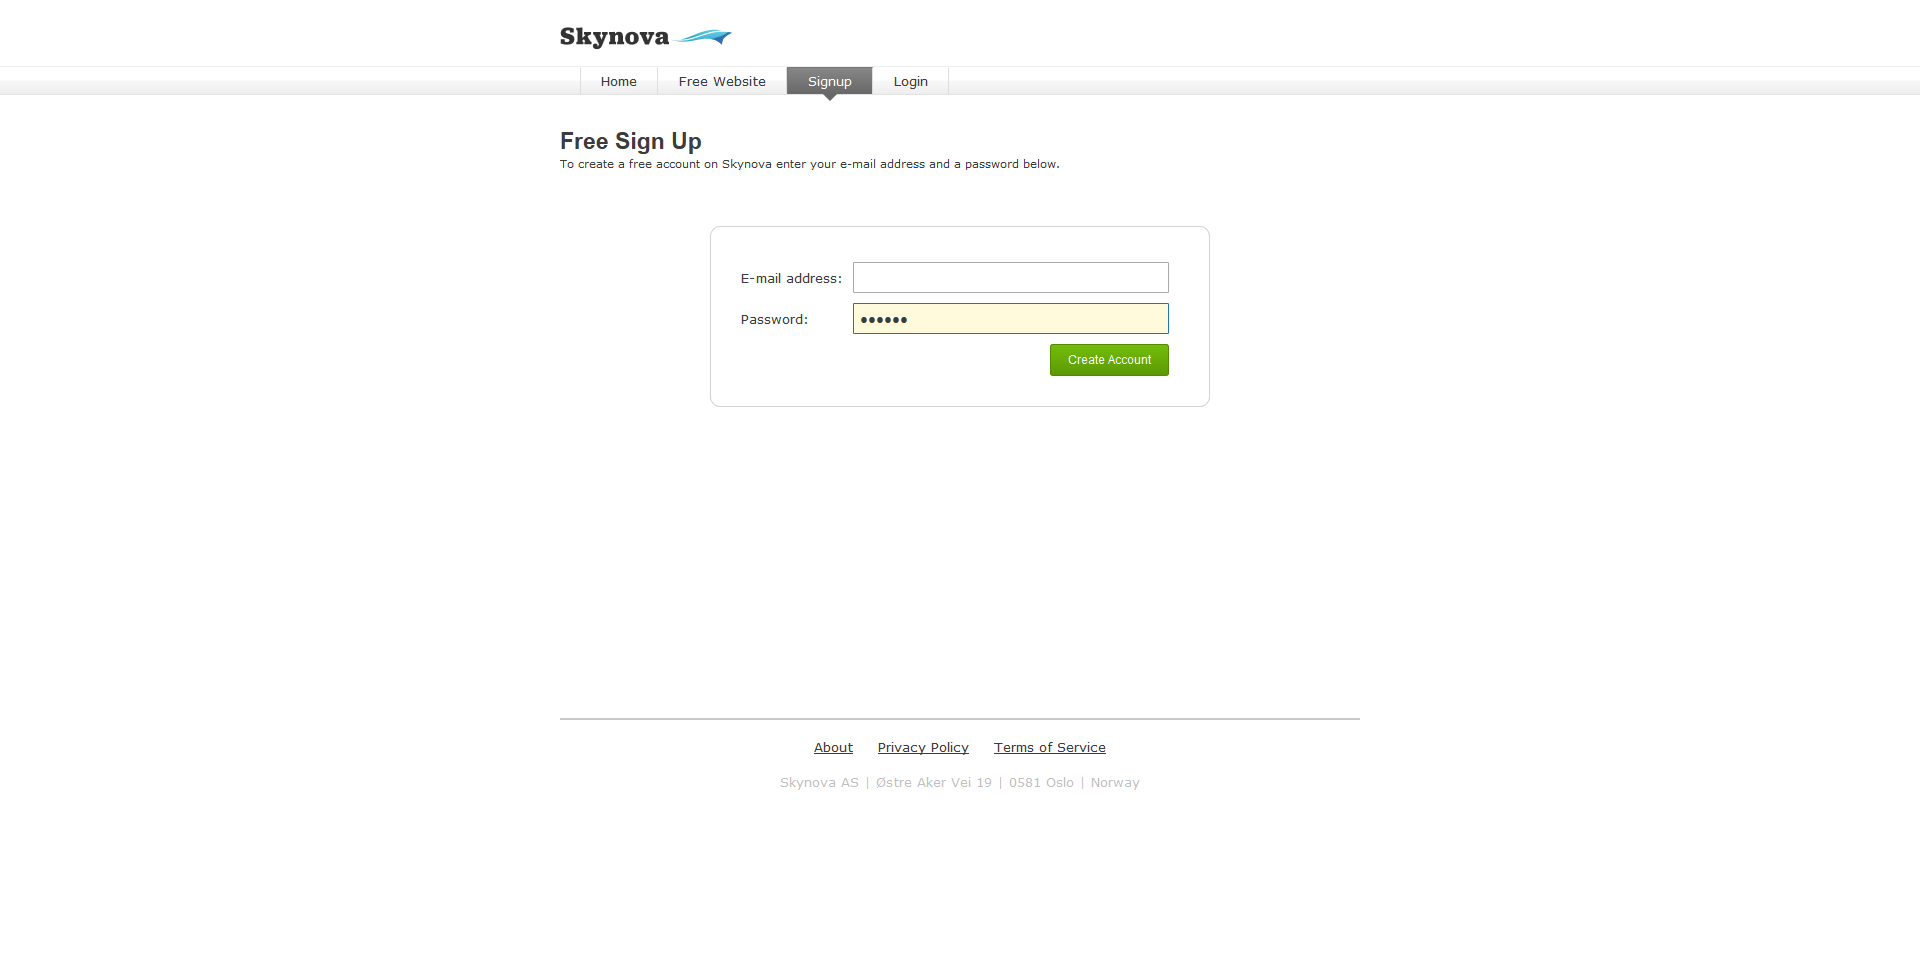 Skynova
Home Free Website Signup Login
Free Sign Up
To create a free account on Skynova enter your e-mail address and a password below.
E-mail address:
Password: ••••••
Create Account
About Privacy Policy Terms of Service
Skynova AS | Østre Aker Vei 19 | 0581 Oslo | Norway